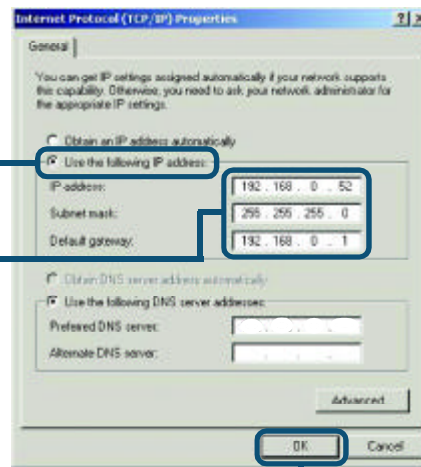 Internet Protocol (TCP/IP) Properties
General
You can get IP settings assigned automatically if your network supports
this capability. Otherwise, you need to ask your network administrator for
the appropriate IP settings.
Obtain an IP address automatically
Use the following IP address:
IP address: 192 . 168 . 0 . 52
Subnet mask: 255 . 255 . 255 . 0
Default gateway: 192 . 168 . 0 . 1
Obtain DNS server address automatically
Use the following DNS server addresses:
Preferred DNS server:
Alternate DNS server:
Advanced
OK Cancel